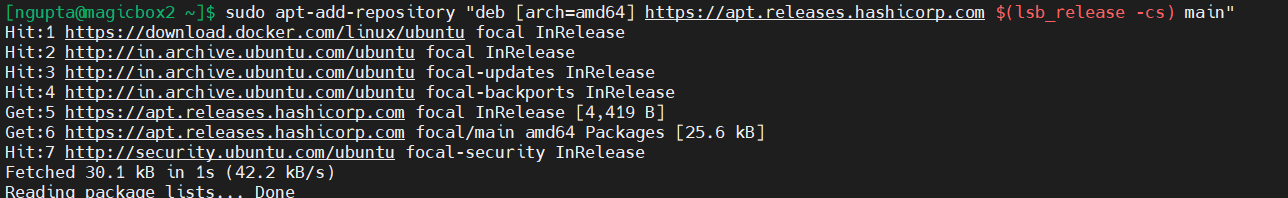 [ngupta@magicbox2 ~]$ sudo apt-add-repository "deb [arch=amd64] https://apt.releases.hashicorp.com $(lsb_release -cs) main"
Hit:1 https://download.docker.com/linux/ubuntu focal InRelease
Hit:2 http://in.archive.ubuntu.com/ubuntu focal InRelease
Hit:3 http://in.archive.ubuntu.com/ubuntu focal-updates InRelease
Hit:4 http://in.archive.ubuntu.com/ubuntu focal-backports InRelease
Get:5 https://apt.releases.hashicorp.com focal InRelease [4,419 B]
Get:6 https://apt.releases.hashicorp.com focal/main amd64 Packages [25.6 kB]
Hit:7 http://security.ubuntu.com/ubuntu focal-security InRelease
Fetched 30.1 kB in 1s (42.2 kB/s)
Reading package lists... Done